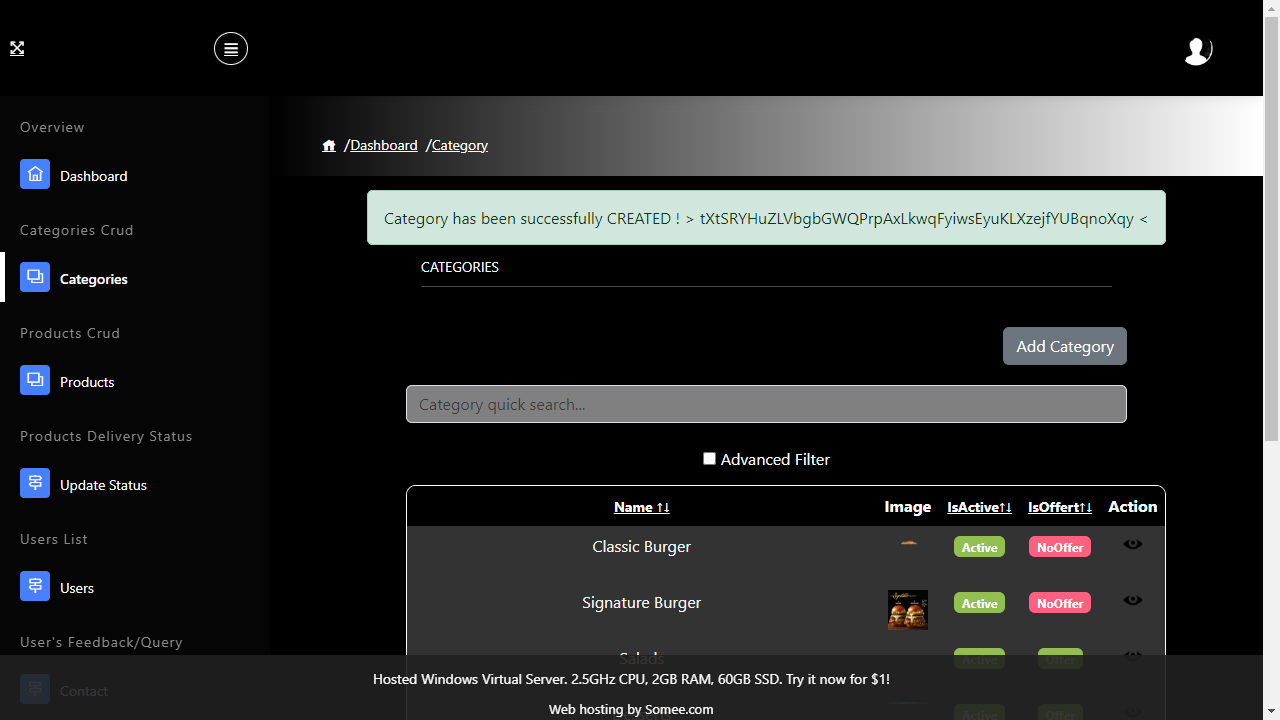 Overview
/Dashboard /Category
Dashboard
Category has been successfully CREATED ! > tXtSRYHuZLVbgbGWQPrpAxLkwqFyiwsEyuKLXzejfYUBqnoXqy <
Categories Crud
CATEGORIES
Categories
Products Crud
Add Category
Products
Category quick search...
Products Delivery Status
Advanced Filter
Update Status
Name ↑↓ Image IsActive↑↓ IsOffert↑↓ Action
Users List
Classic Burger Active NoOffer
Users
Signature Burger Active NoOffer
User's Feedback/Query
Salads Active Offer
Contact
Hosted Windows Virtual Server. 2.5GHz CPU, 2GB RAM, 60GB SSD. Try it now for $1!
Web hosting by Somee.com
Active Offer